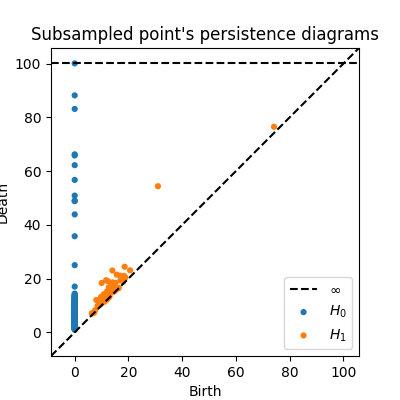 Subsampled point's persistence diagrams
100
80
60
40
20
0
Death
0 20 40 60 80 100
Birth
∞
H₀
H₁